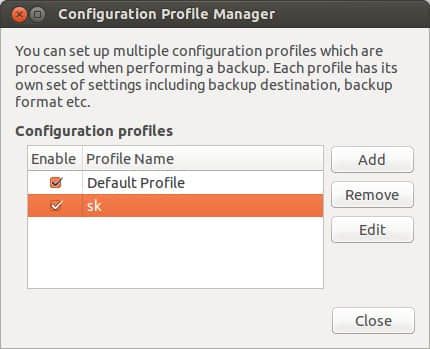 Configuration Profile Manager
You can set up multiple configuration profiles which are
processed when performing a backup. Each profile has its
own set of settings including backup destination, backup
format etc.
Configuration profiles
Enable Profile Name
Default Profile
sk
Add
Remove
Edit
Close